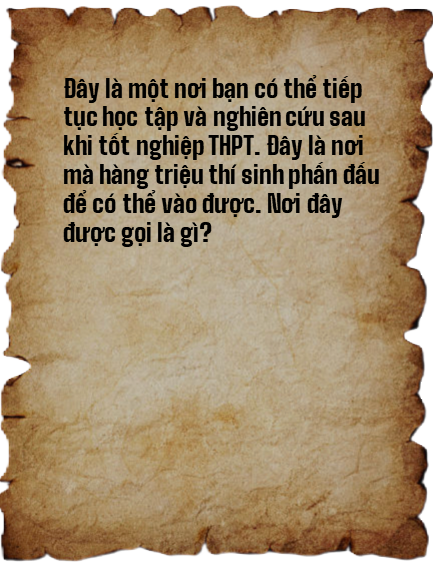 Đây là một nơi bạn có thể tiếp
tục học tập và nghiên cứu sau
khi tốt nghiệp THPT. Đây là nơi
mà hàng triệu thí sinh phấn đấu
để có thể vào được. Nơi đây
được gọi là gì?